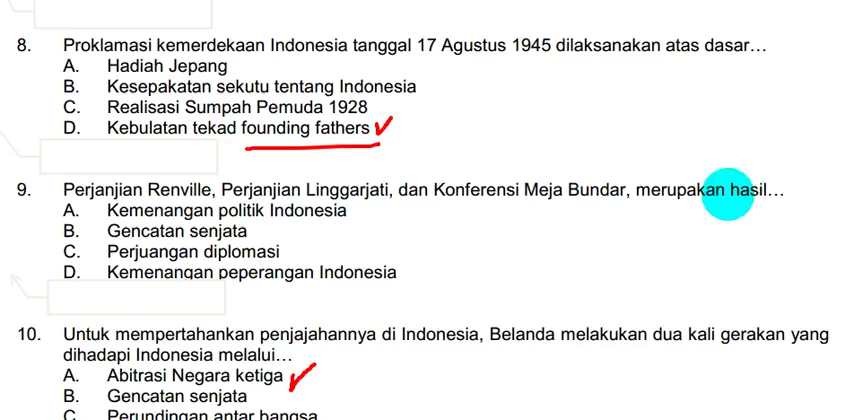 8. Proklamasi kemerdekaan Indonesia tanggal 17 Agustus 1945 dilaksanakan atas dasar…
A. Hadiah Jepang
B. Kesepakatan sekutu tentang Indonesia
C. Realisasi Sumpah Pemuda 1928
D. Kebulatan tekad founding fathers
9. Perjanjian Renville, Perjanjian Linggarjati, dan Konferensi Meja Bundar, merupakan hasil…
A. Kemenangan politik Indonesia
B. Gencatan senjata
C. Perjuangan diplomasi
D. Kemenangan peperangan Indonesia
10. Untuk mempertahankan penjajahannya di Indonesia, Belanda melakukan dua kali gerakan yang
dihadapi Indonesia melalui…
A. Abitrasi Negara ketiga
B. Gencatan senjata
C. Perundingan antar bangsa